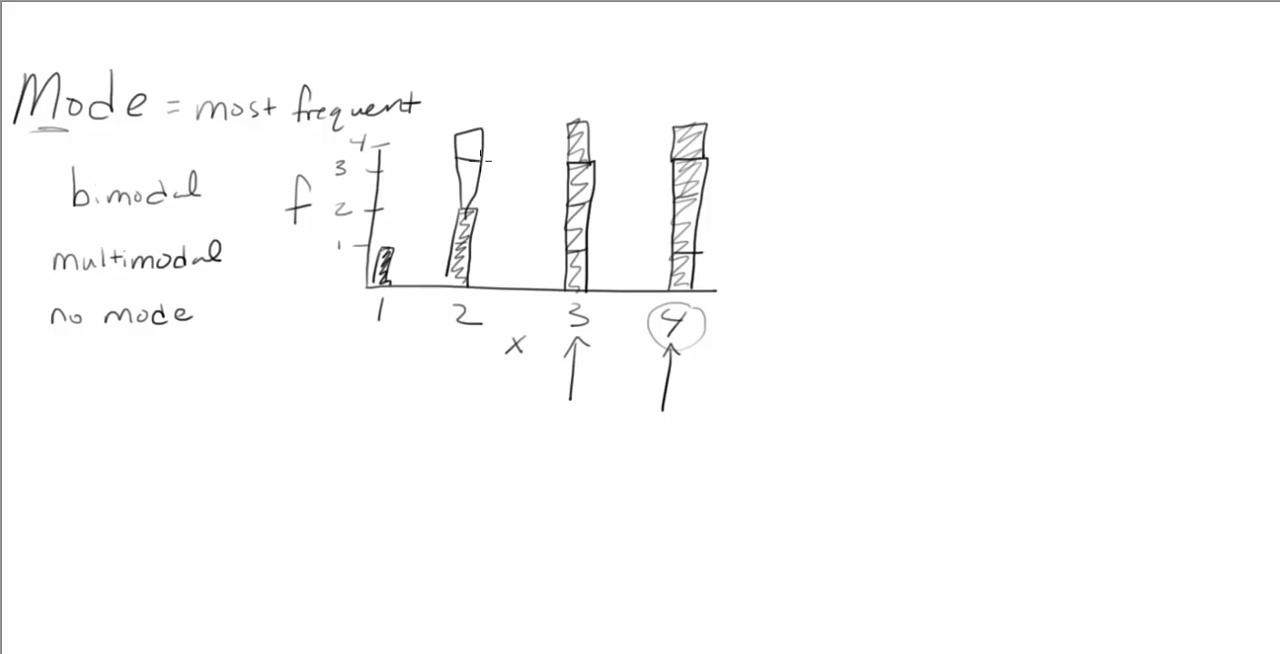 Mode = most frequent
4
3
bimodal
f
2
1
multimodal
no mode
1 2 3 4
x